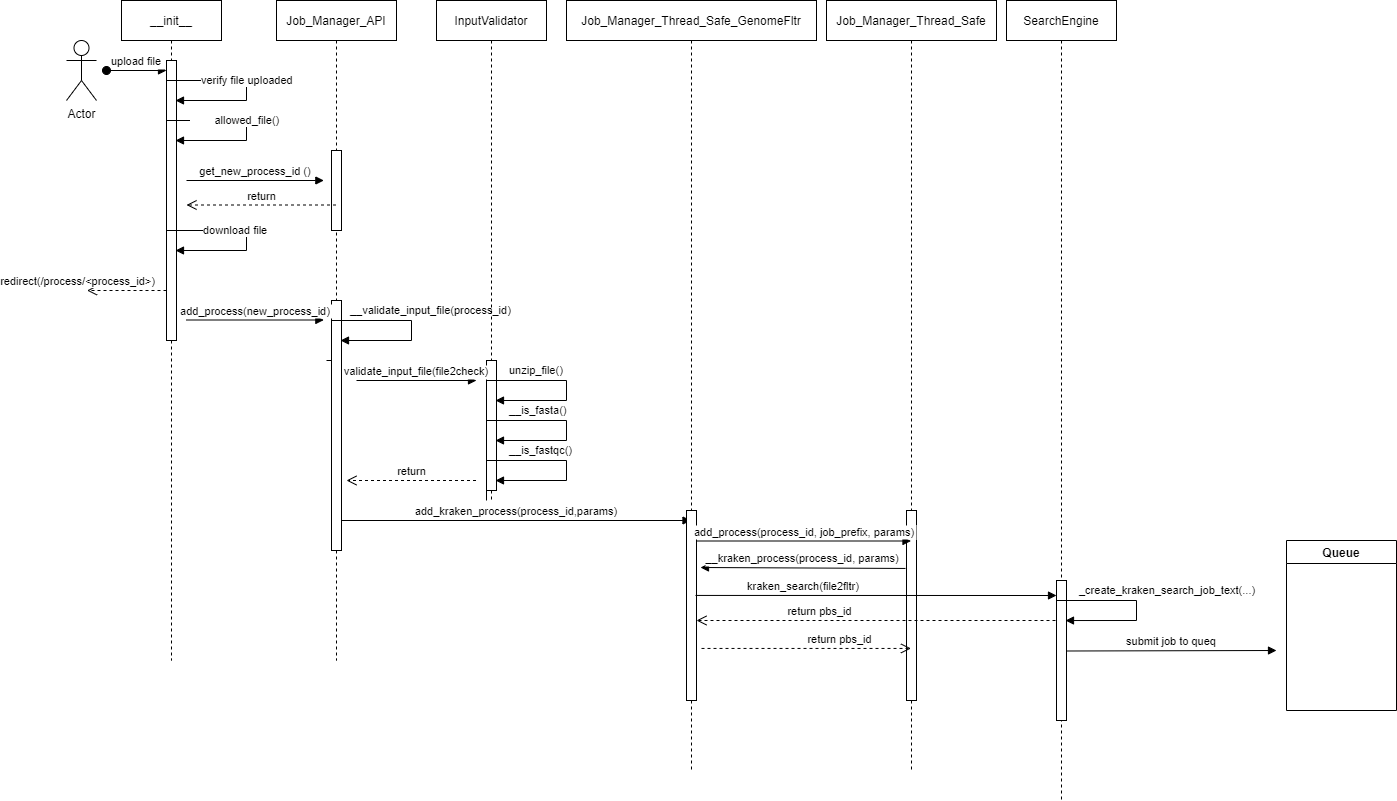 __init__
Job_Manager_API
InputValidator
Job_Manager_Thread_Safe_GenomeFltr
Job_Manager_Thread_Safe
SearchEngine
upload file
verify file uploaded
Actor
allowed_file()
get_new_process_id ()
return
download file
redirect(/process/<process_id>)
add_process(new_process_id)
__validate_input_file(process_id)
validate_input_file(file2check)
unzip_file()
__is_fasta()
__is_fastqc()
return
add_kraken_process(process_id,params)
add_process(process_id, job_prefix, params)
Queue
__kraken_process(process_id, params)
kraken_search(file2fltr)
_create_kraken_search_job_text(...)
return pbs_id
return pbs_id
submit job to queq